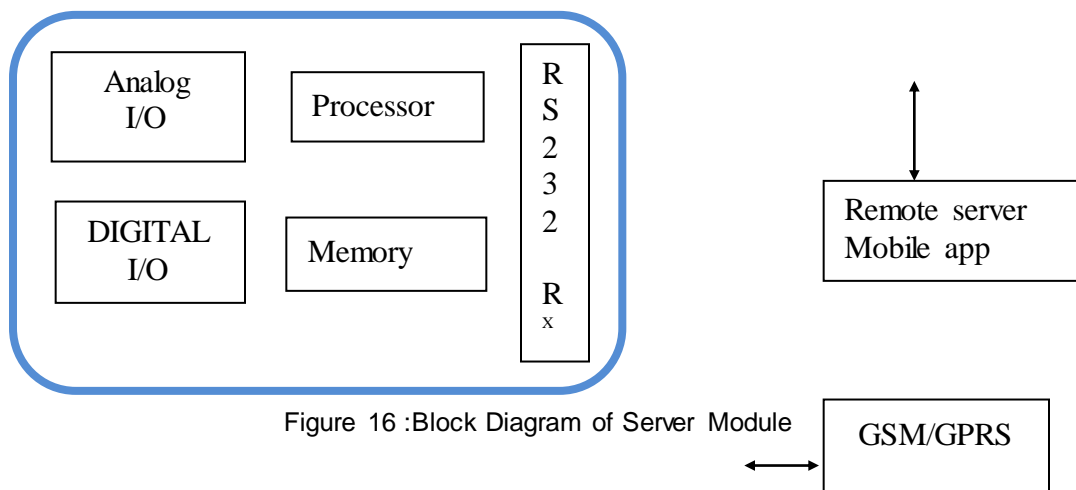 Analog
I/O
Processor
R
S
2
3
2
R
x
DIGITAL
I/O
Memory
Remote server
Mobile app
Figure 16 :Block Diagram of Server Module
GSM/GPRS